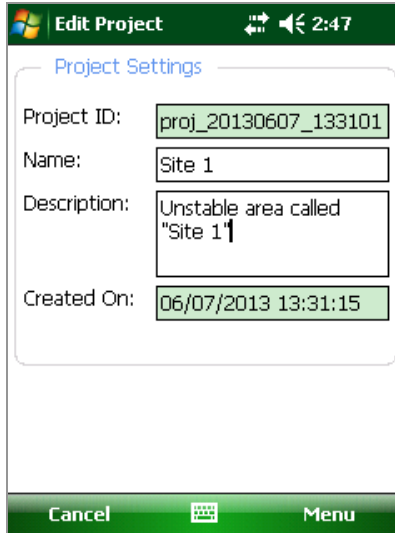 Edit Project 2:47
Project Settings
Project ID: proj_20130607_133101
Name: Site 1
Description: Unstable area called
"Site 1"
Created On: 06/07/2013 13:31:15
Cancel Menu